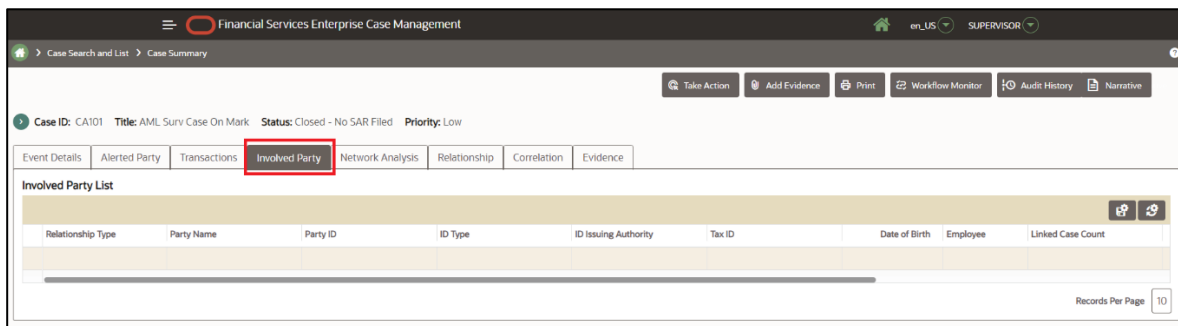 Financial Services Enterprise Case Management en_US SUPERVISOR
> Case Search and List > Case Summary ?
Take Action Add Evidence Print Workflow Monitor Audit History Narrative
Case ID: CA101 Title: AML Surv Case On Mark Status: Closed - No SAR Filed Priority: Low
Event Details Alerted Party Transactions Involved Party Network Analysis Relationship Correlation Evidence
Involved Party List
Relationship Type Party Name Party ID ID Type ID Issuing Authority Tax ID Date of Birth Employee Linked Case Count
Records Per Page 10